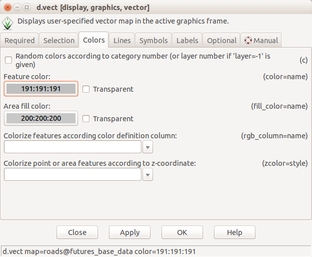 d.vect [display, graphics, vector]
Displays user-specified vector map in the active graphics frame.
Required Selection Colors Lines Symbols Labels Optional Manual
Random colors according to category number (or layer number if 'layer=-1' is given) (c)
Feature color: (color=name)
191:191:191 Transparent
Area fill color: (fill_color=name)
200:200:200 Transparent
Colorize features according color definition column: (rgb_column=name)
Colorize point or area features according to z-coordinate: (zcolor=style)
Close Apply OK Help
d.vect map=roads@futures_base_data color=191:191:191